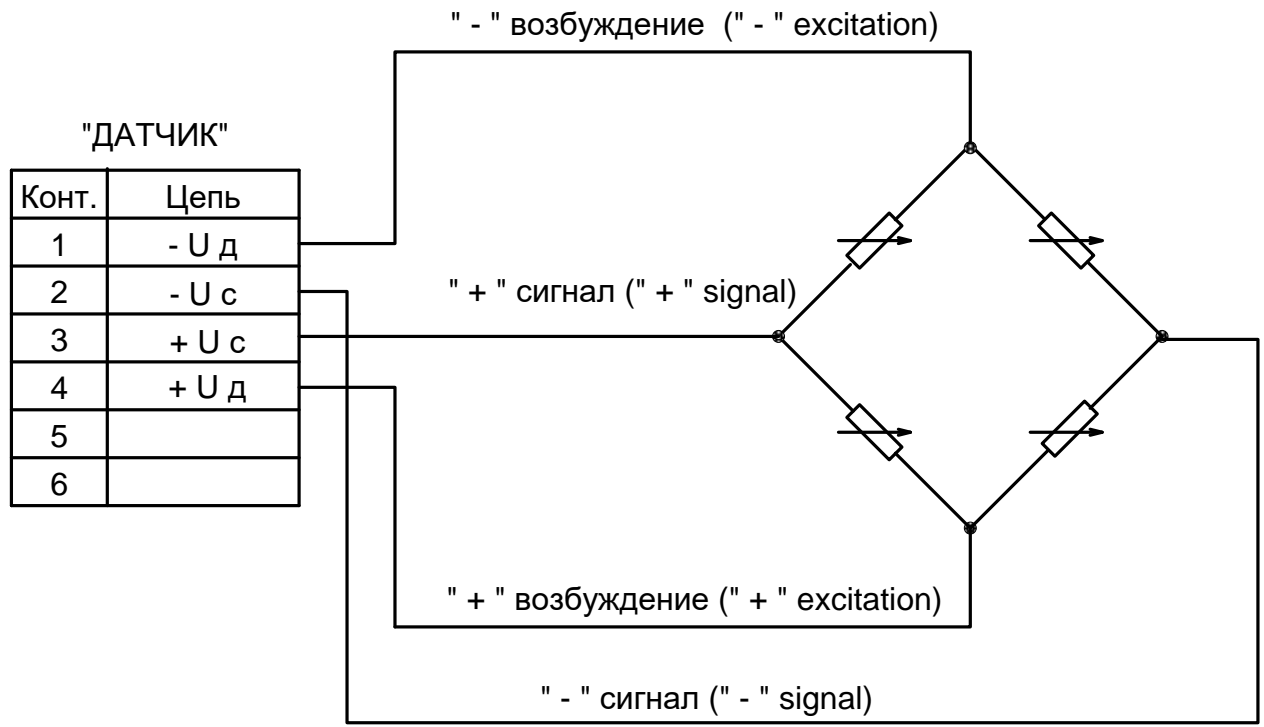 " - " возбуждение (" - " excitation)
"ДАТЧИК"
Конт. Цепь
1 - U д
2 - U с
3 + U с
4 + U д
5
6
" + " сигнал (" + " signal)
" + " возбуждение (" + " excitation)
" - " сигнал (" - " signal)